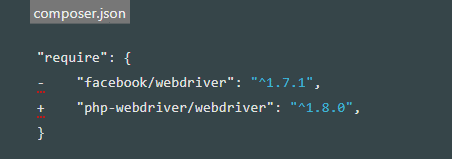 composer.json
"require": {
-    "facebook/webdriver": "^1.7.1",
+    "php-webdriver/webdriver": "^1.8.0",
}